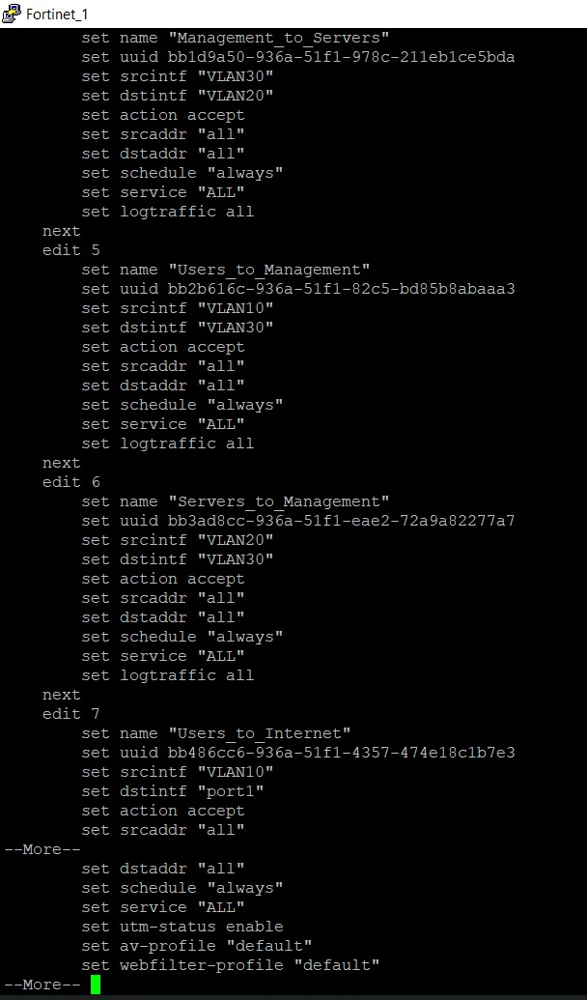 Fortinet_1
set name "Management_to_Servers"
set uuid bb1d9a50-936a-51f1-978c-211eb1ce5bda
set srcintf "VLAN30"
set dstintf "VLAN20"
set action accept
set srcaddr "all"
set dstaddr "all"
set schedule "always"
set service "ALL"
set logtraffic all
next
edit 5
set name "Users_to_Management"
set uuid bb2b616c-936a-51f1-82c5-bd85b8abaaa3
set srcintf "VLAN10"
set dstintf "VLAN30"
set action accept
set srcaddr "all"
set dstaddr "all"
set schedule "always"
set service "ALL"
set logtraffic all
next
edit 6
set name "Servers_to_Management"
set uuid bb3ad8cc-936a-51f1-eae2-72a9a82277a7
set srcintf "VLAN20"
set dstintf "VLAN30"
set action accept
set srcaddr "all"
set dstaddr "all"
set schedule "always"
set service "ALL"
set logtraffic all
next
edit 7
set name "Users_to_Internet"
set uuid bb486cc6-936a-51f1-4357-474e18c1b7e3
set srcintf "VLAN10"
set dstintf "port1"
set action accept
set srcaddr "all"
--More--
set dstaddr "all"
set schedule "always"
set service "ALL"
set utm-status enable
set av-profile "default"
set webfilter-profile "default"
--More--